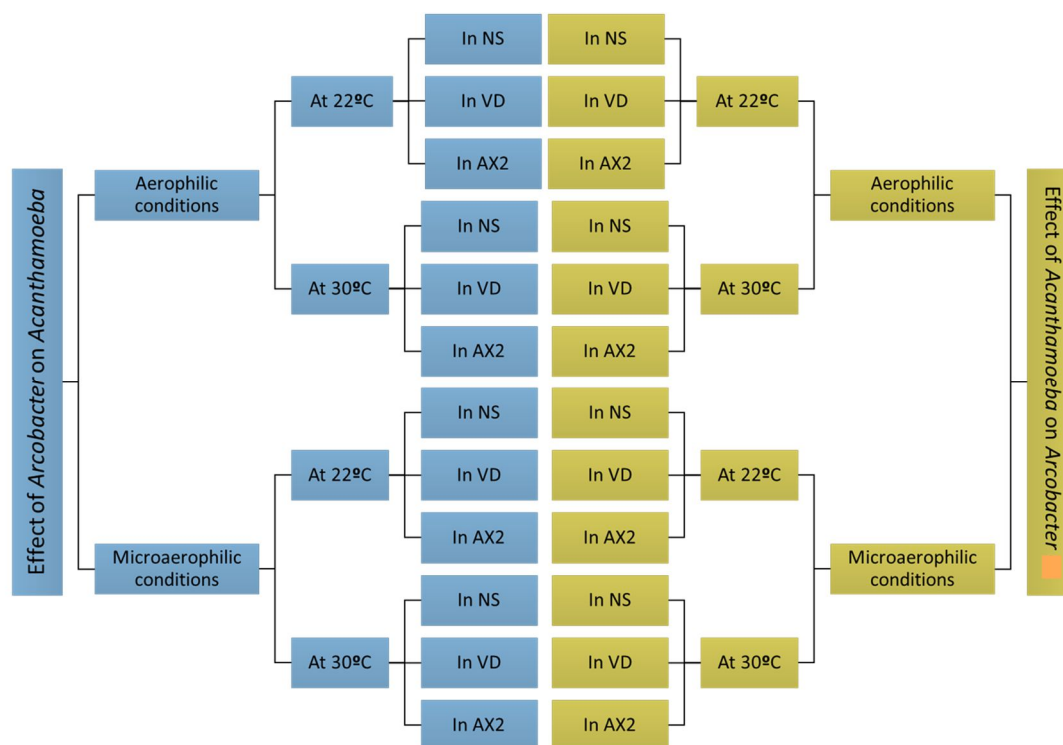 Effect of Arcobacter on Acanthamoeba
Aerophilic
conditions
At 22ºC
In NS
In VD
In AX2
At 30ºC
In NS
In VD
In AX2
Microaerophilic
conditions
At 22ºC
In NS
In VD
In AX2
At 30ºC
In NS
In VD
In AX2
Effect of Acanthamoeba on Arcobacter
Aerophilic
conditions
At 22ºC
In NS
In VD
In AX2
At 30ºC
In NS
In VD
In AX2
Microaerophilic
conditions
At 22ºC
In NS
In VD
In AX2
At 30ºC
In NS
In VD
In AX2